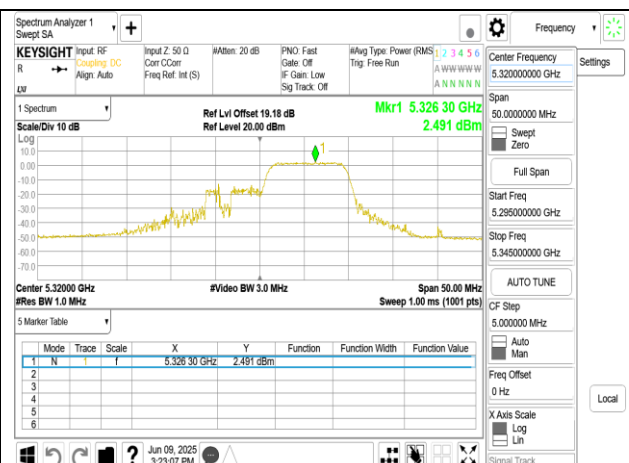 Spectrum Analyzer 1
Swept SA
Frequency
KEYSIGHT
R
LXI
Input: RF
Coupling: DC
Align: Auto
Input Z: 50 Ω
Corr CCorr
Freq Ref: Int (S)
#Atten: 20 dB
PNO: Fast
Gate: Off
IF Gain: Low
Sig Track: Off
#Avg Type: Power (RMS
Trig: Free Run
1 2 3 4 5 6
A W W W W W
A N N N N N
Center Frequency
5.320000000 GHz
Settings
Span
50.0000000 MHz
Swept
Zero
Full Span
Start Freq
5.295000000 GHz
Stop Freq
5.345000000 GHz
AUTO TUNE
CF Step
5.000000 MHz
Auto
Man
Freq Offset
0 Hz
X Axis Scale
Log
Lin
Signal Track
Local
1 Spectrum
Scale/Div 10 dB
Log
Ref Lvl Offset 19.18 dB
Ref Level 20.00 dBm
Mkr1 5.326 30 GHz
2.491 dBm
1
10.0
0.00
-10.0
-20.0
-30.0
-40.0
-50.0
-60.0
-70.0
Center 5.32000 GHz
#Res BW 1.0 MHz
#Video BW 3.0 MHz
Span 50.00 MHz
Sweep 1.00 ms (1001 pts)
5 Marker Table
Mode Trace Scale X Y Function Function Width Function Value
1 N 1 f 5.326 30 GHz 2.491 dBm
2
3
4
5
6
?
Jun 09, 2025
3:23:07 PM